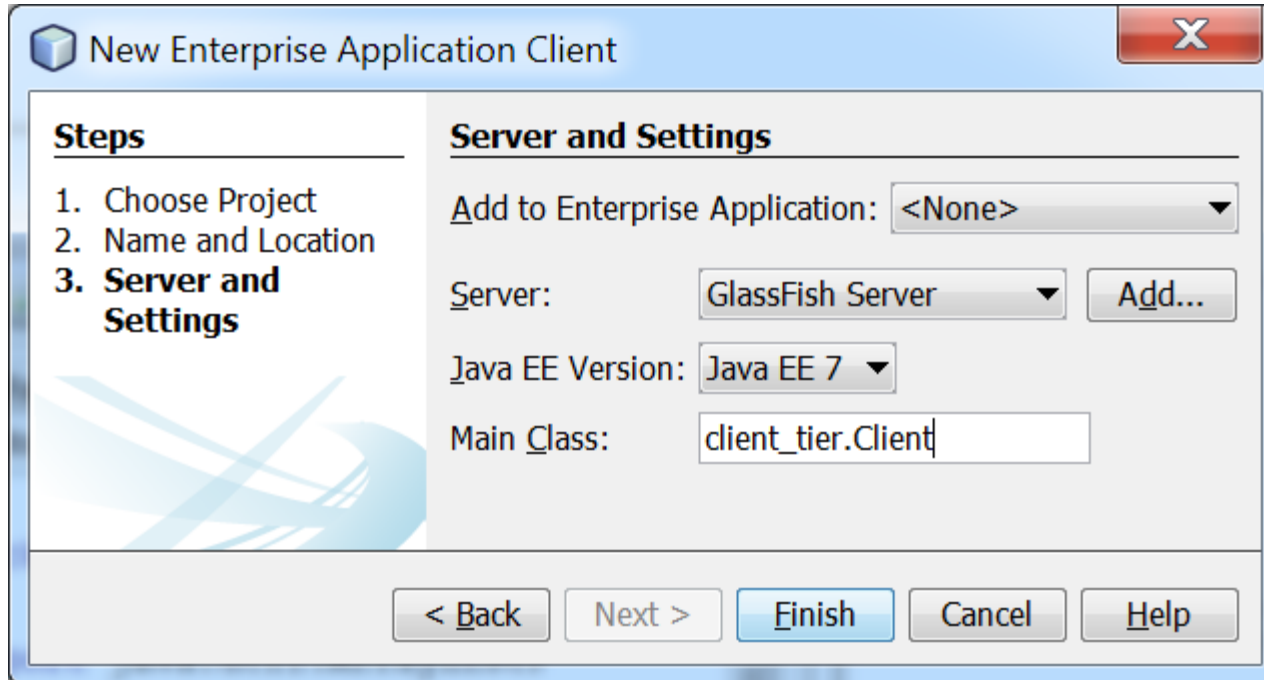 New Enterprise Application Client
Steps
1. Choose Project
2. Name and Location
3. Server and
Settings
Server and Settings
Add to Enterprise Application: <None>
Server: GlassFish Server Add...
Java EE Version: Java EE 7
Main Class: client_tier.Client
< Back Next > Finish Cancel Help